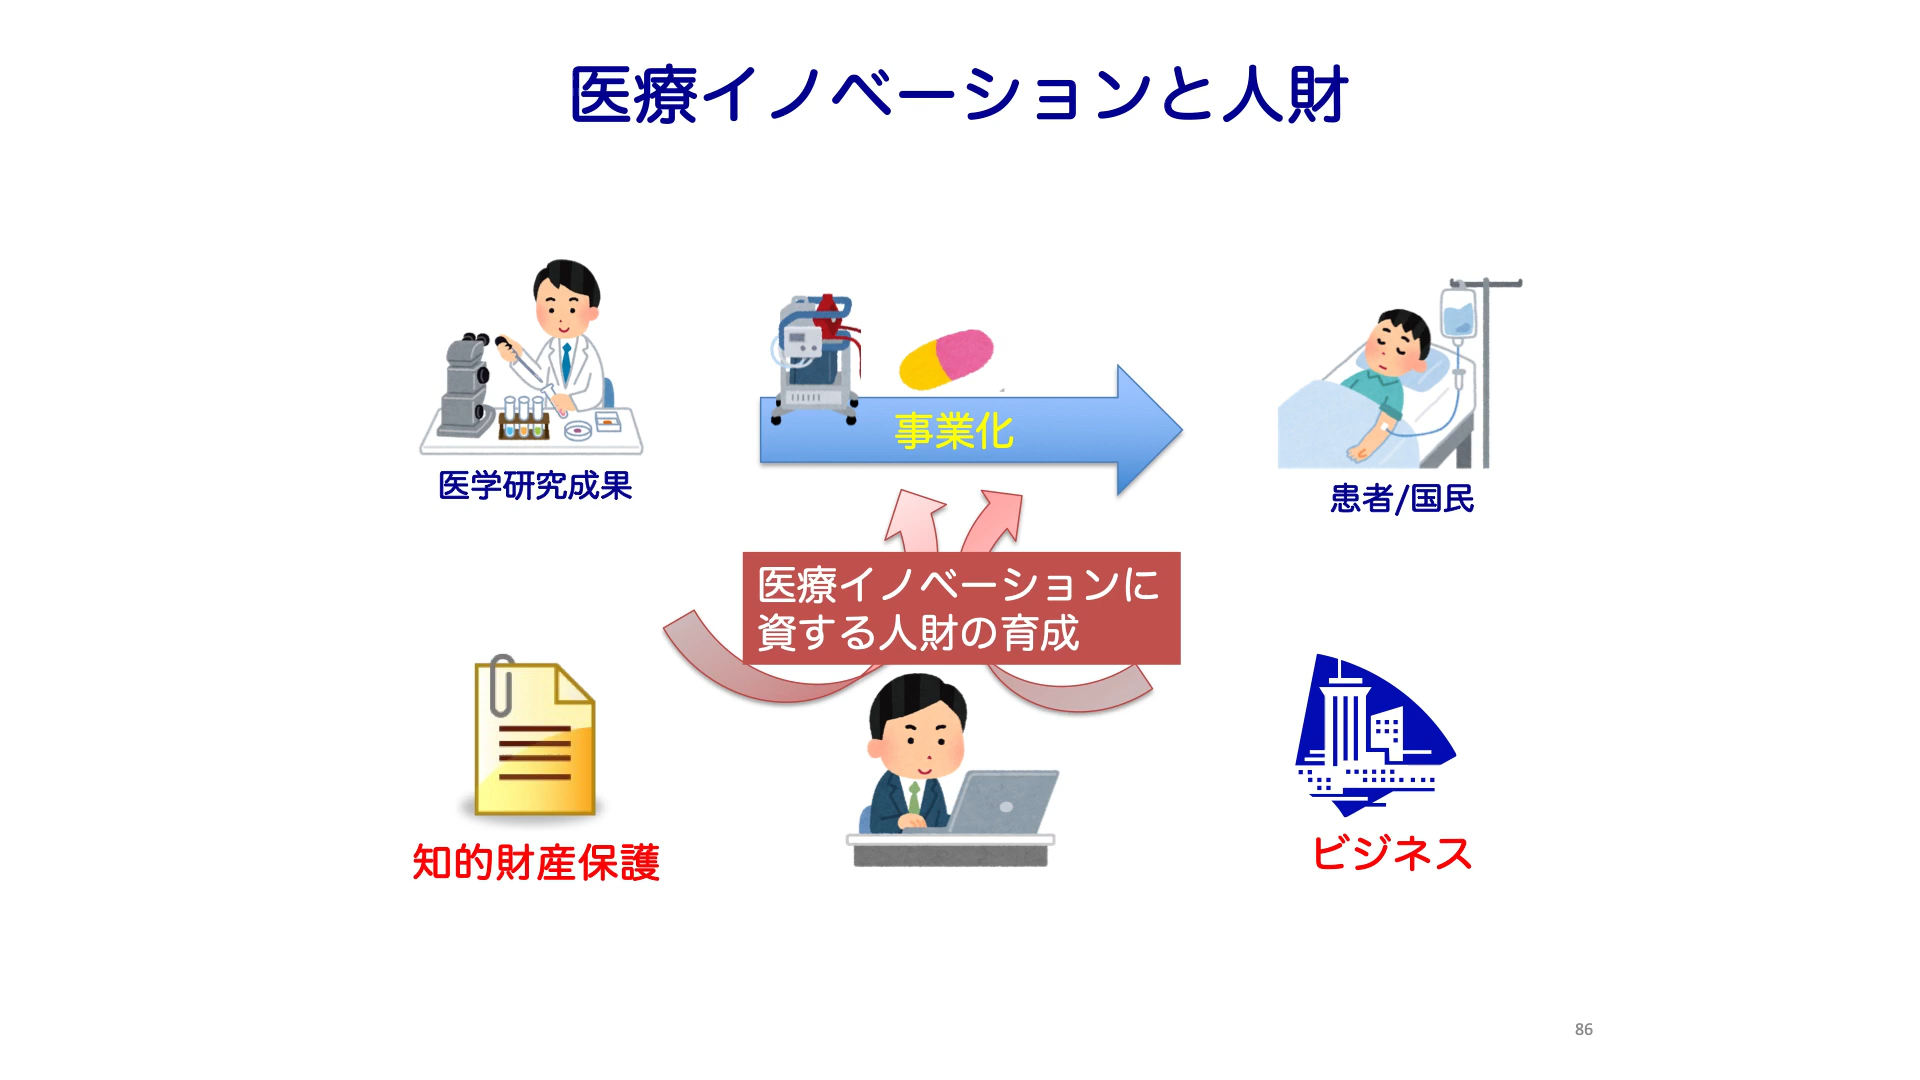 医療イノベーションと人財
事業化
医学研究成果
患者/国民
医療イノベーションに
資する人財の育成
知的財産保護
ビジネス
86